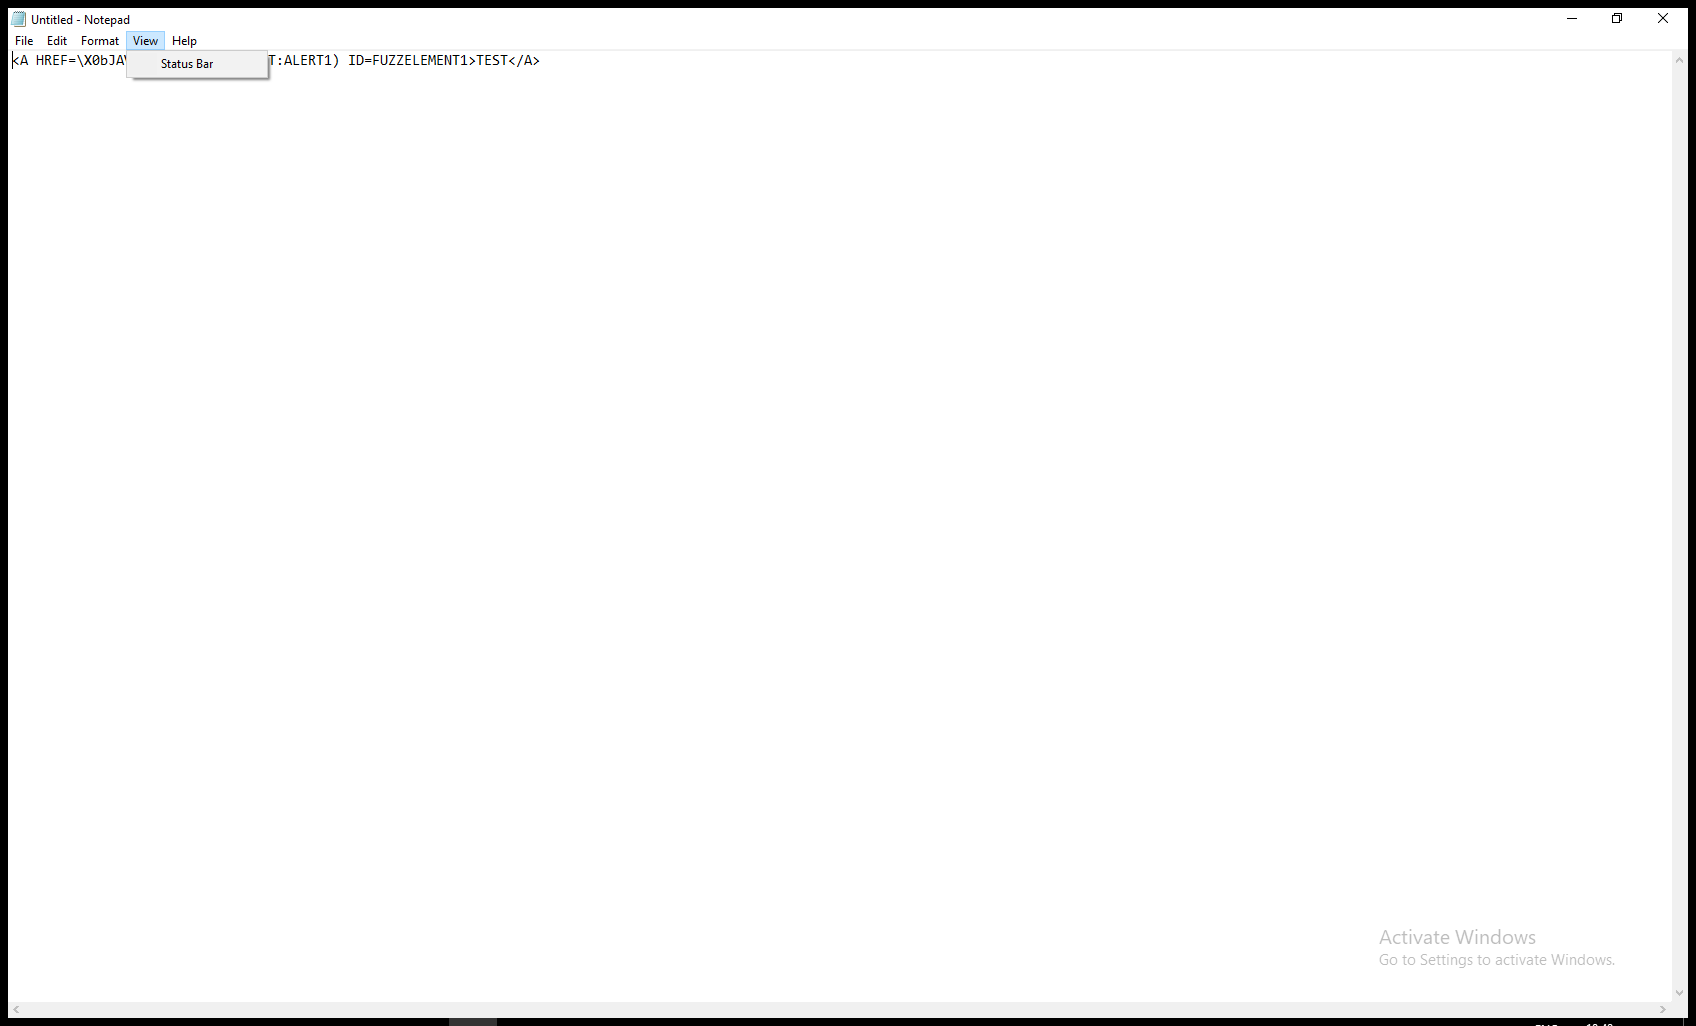 Untitled - Notepad
File Edit Format View Help
<A HREF=\X0bJA T:ALERT1) ID=FUZZELEMENT1>TEST</A>
Status Bar
Activate Windows
Go to Settings to activate Windows.